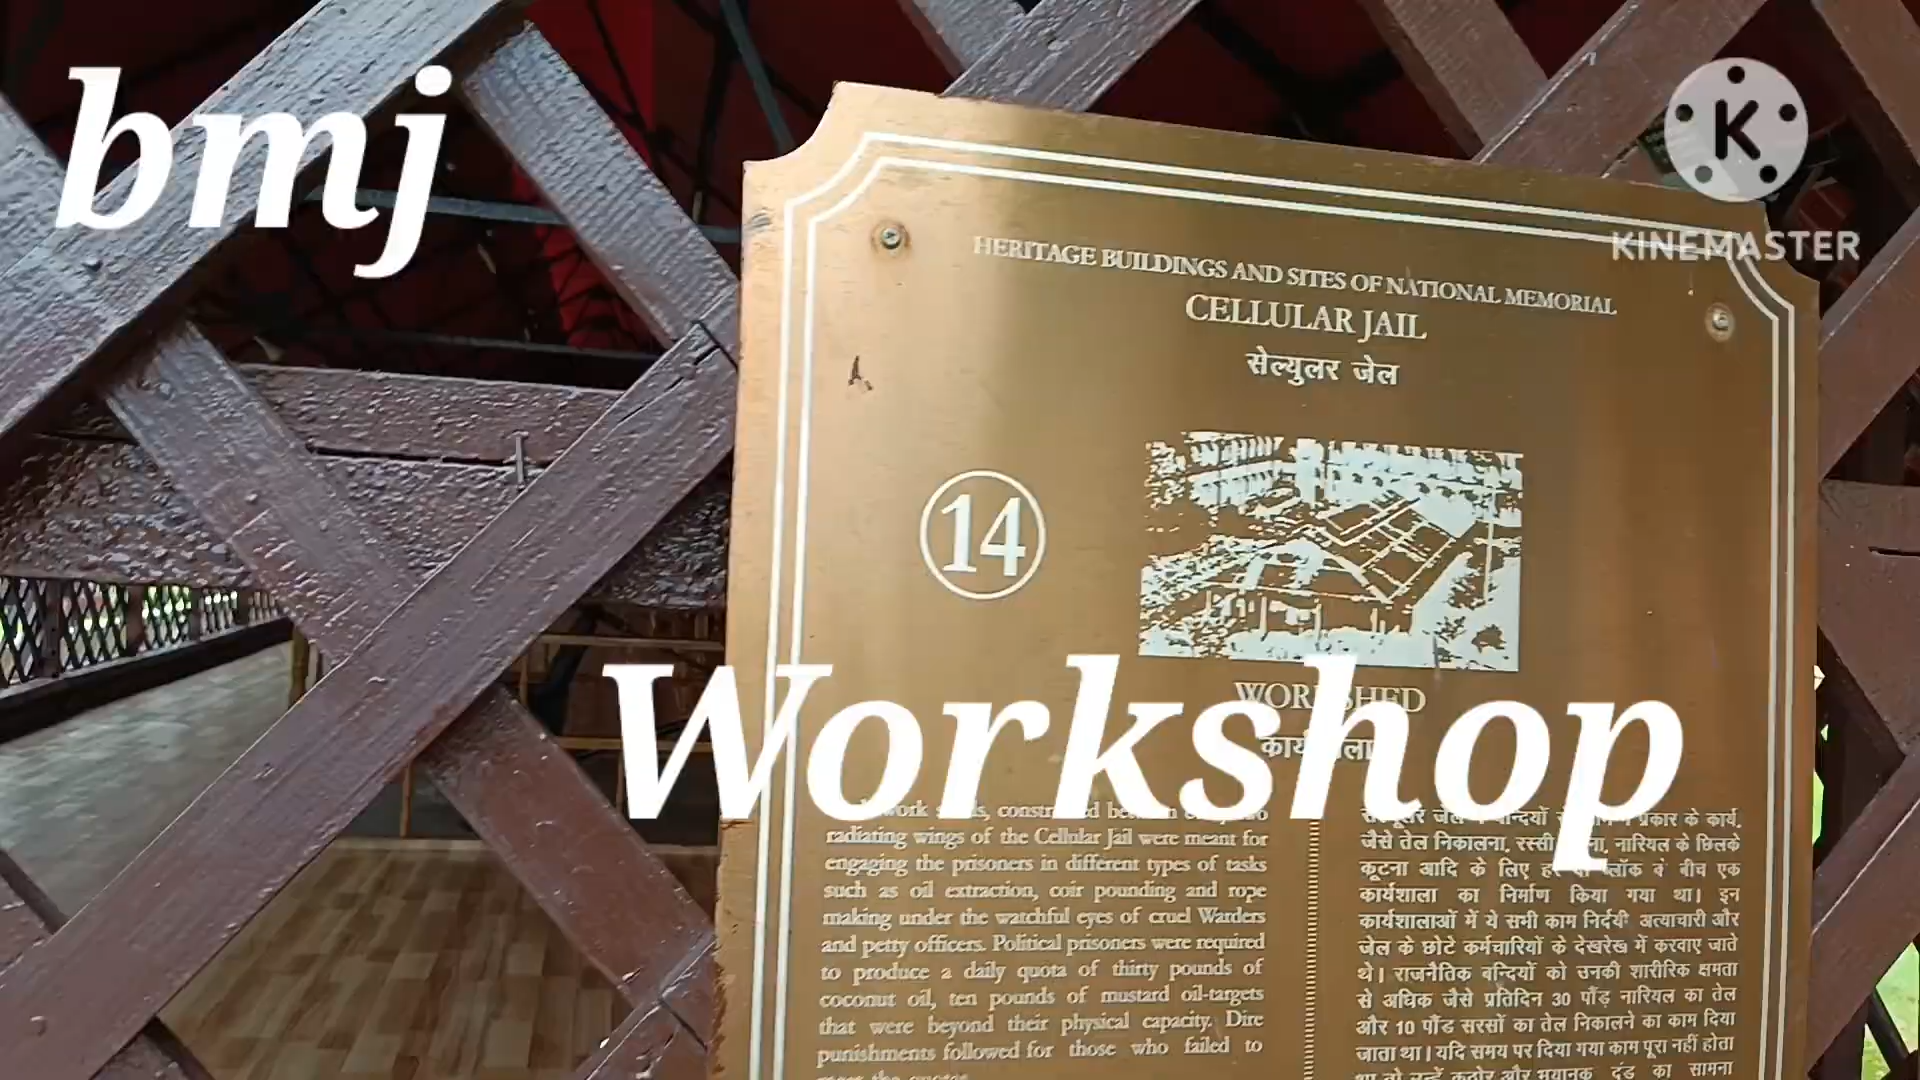 bmj
K
KINEMASTER
HERITAGE BUILDINGS AND SITES OF NATIONAL MEMORIAL
CELLULAR JAIL
सेल्युलर जेल
14
Workshop
radiating wings of the Cellular Jail were meant for
engaging the prisoners in different types of tasks
such as oil extraction, coir pounding and rope
making under the watchful eyes of cruel Warders
and petty officers. Political prisoners were required
to produce a daily quota of thirty pounds of
coconut oil, ten pounds of mustard oil-targets
that were beyond their physical capacity. Dire
punishments followed for those who failed to
प्रकार के कार्य,
जैसे तेल निकालना, रस्सी नारियल के छिलके
कूटना आदि के लिए बीच एक
कार्यशाला का निर्माण किया गया था। इन
कार्यशालाओं में ये सभी काम निर्दयी अत्याचारी और
जेल के छोटे कर्मचारियों के देखरेख में करवाए जाते
थे। राजनैतिक बन्दियों को उनकी शारीरिक क्षमता
से अधिक जैसे प्रतिदिन 30 पौंड़ नारियल का तेल
और 10 पौंड सरसों का तेल निकालने का काम दिया
जाता था। यदि समय पर दिया गया काम पूरा नहीं होता